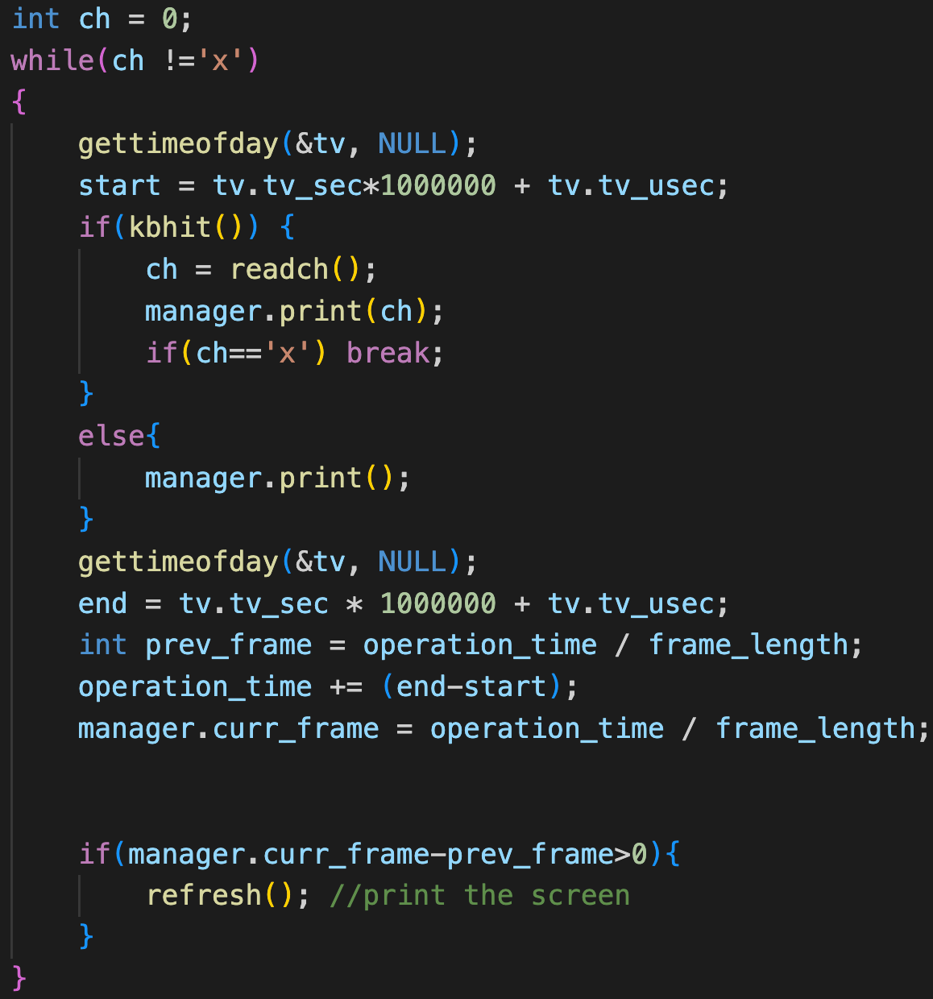 int ch = 0;
while(ch !='x')
{
    gettimeofday(&tv, NULL);
    start = tv.tv_sec*1000000 + tv.tv_usec;
    if(kbhit()) {
        ch = readch();
        manager.print(ch);
        if(ch=='x') break;
    }
    else{
        manager.print();
    }
    gettimeofday(&tv, NULL);
    end = tv.tv_sec * 1000000 + tv.tv_usec;
    int prev_frame = operation_time / frame_length;
    operation_time += (end-start);
    manager.curr_frame = operation_time / frame_length;
    if(manager.curr_frame-prev_frame>0){
        refresh(); //print the screen
    }
}